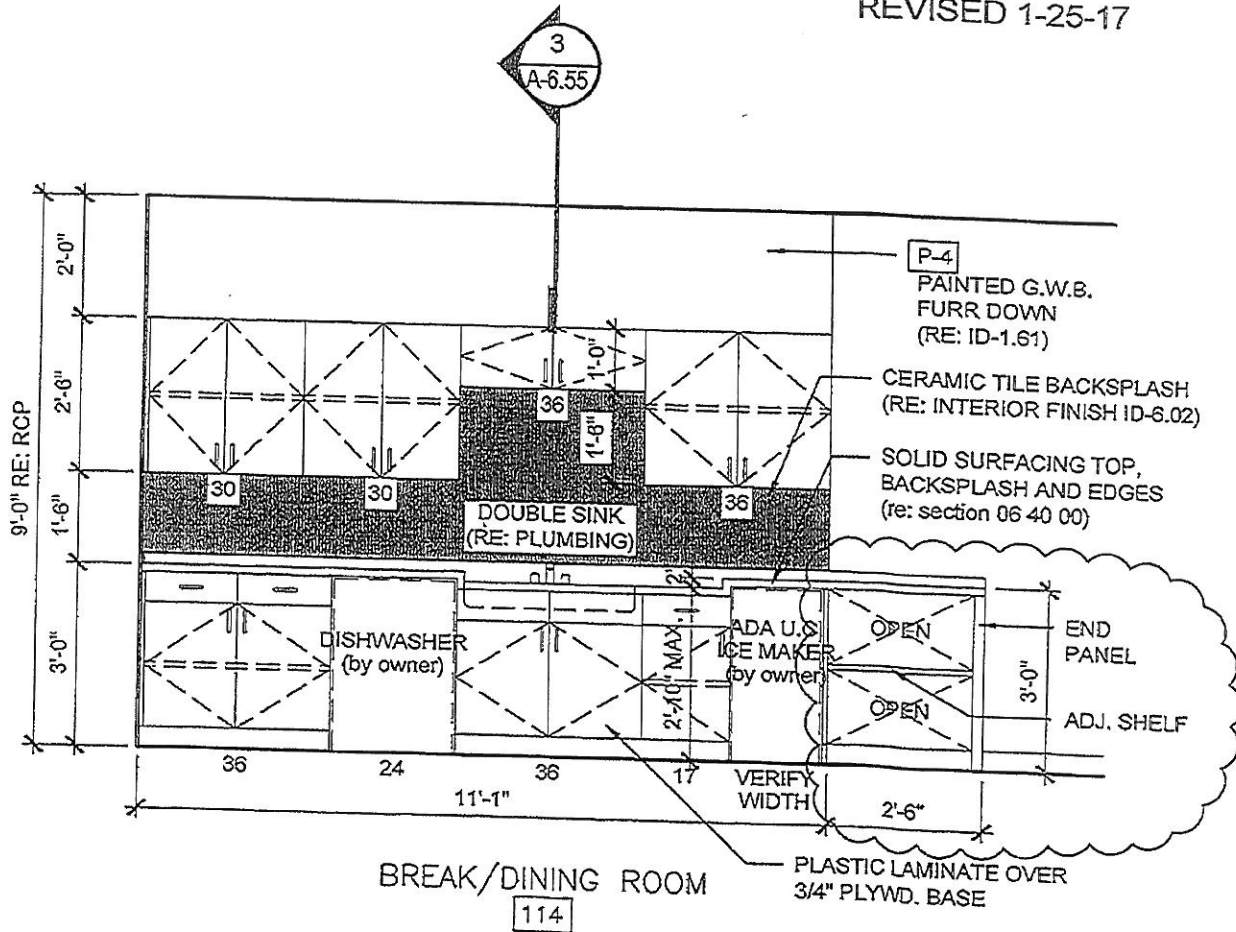 REVISED 1-25-17
3
A-6.55
P-4
PAINTED G.W.B.
FURR DOWN
(RE: ID-1.61)
CERAMIC TILE BACKSPLASH
(RE: INTERIOR FINISH ID-6.02)
SOLID SURFACING TOP,
BACKSPLASH AND EDGES
(re: section 06 40 00)
9'-0" RE: RCP
2'-0"
2'-6"
1'-6"
3'-0"
1'-0"
1'-6"
30
30
36
36
DOUBLE SINK
(RE: PLUMBING)
DISHWASHER
(by owner)
2"
2'-10" MAX.
ADA U.C.
ICE MAKER
(by owner)
OPEN
OPEN
END
PANEL
3'-0"
ADJ. SHELF
36
24
36
17
VERIFY
WIDTH
11'-1"
2'-6"
PLASTIC LAMINATE OVER
3/4" PLYWD. BASE
BREAK/DINING ROOM
114